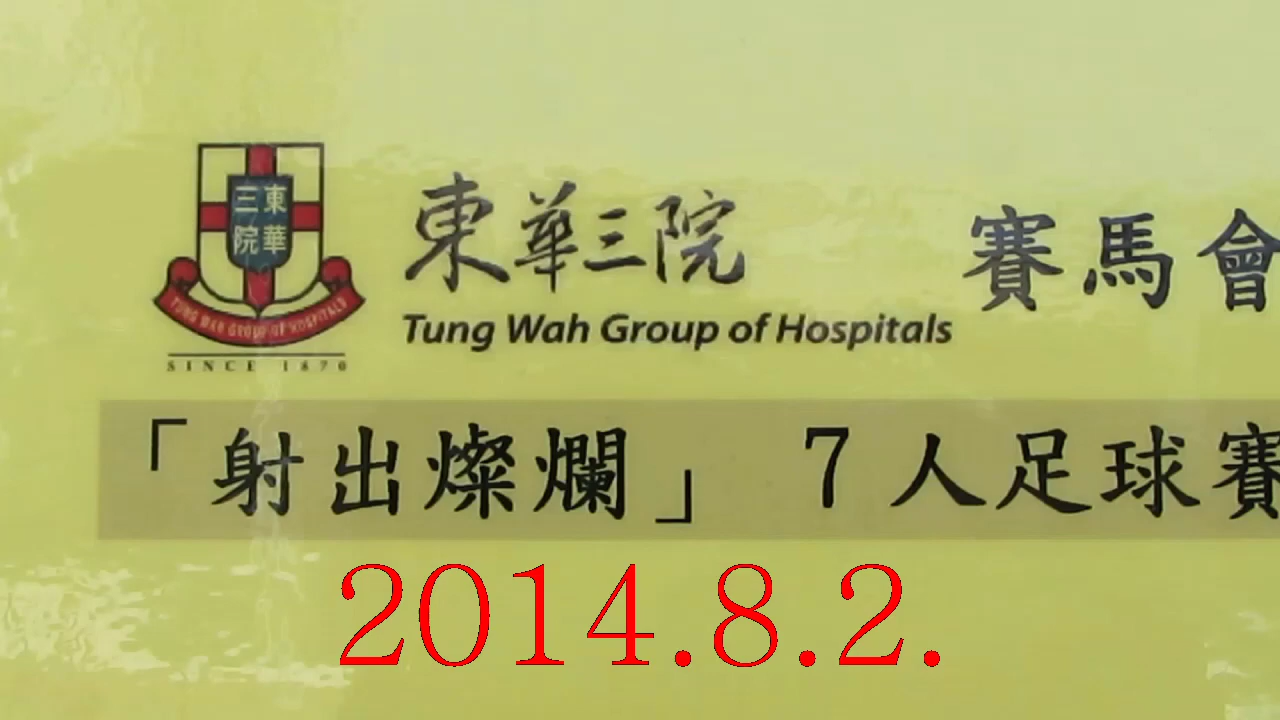 三東
院華
TUNG WAH GROUP OF HOSPITALS
SINCE 1870
東華三院
Tung Wah Group of Hospitals
賽馬會
「射出燦爛」 7人足球賽
2014.8.2.